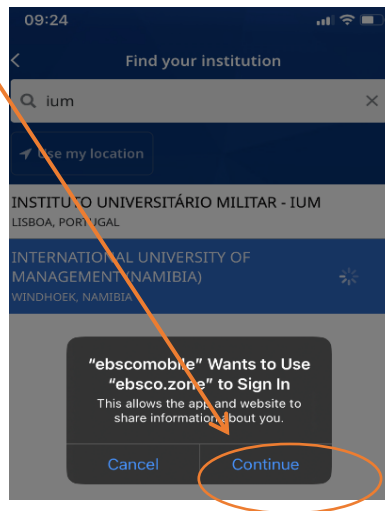 09:24
Find your institution
ium
Use my location
INSTITUTO UNIVERSITÁRIO MILITAR - IUM
LISBOA, PORTUGAL
INTERNATIONAL UNIVERSITY OF
MANAGEMENT (NAMIBIA)
WINDHOEK, NAMIBIA
“ebscomobile” Wants to Use
“ebsco.zone” to Sign In
This allows the app and website to
share information about you.
Cancel Continue